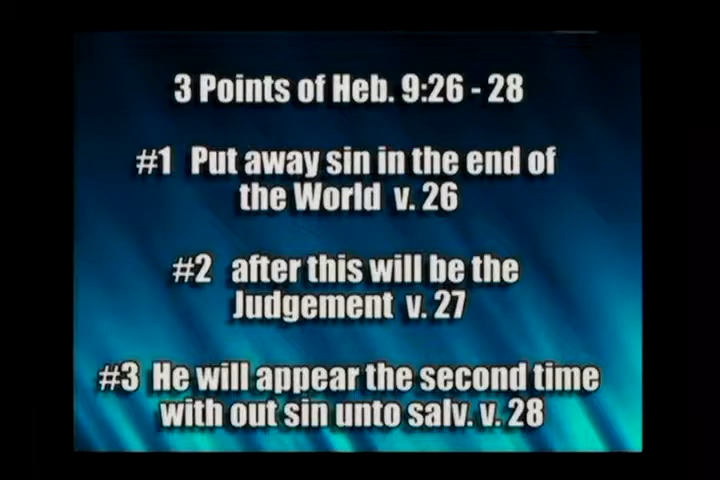 3 Points of Heb. 9:26 - 28
#1 Put away sin in the end of
the World v. 26
#2 after this will be the
Judgement v. 27
#3 He will appear the second time
with out sin unto salv. v. 28